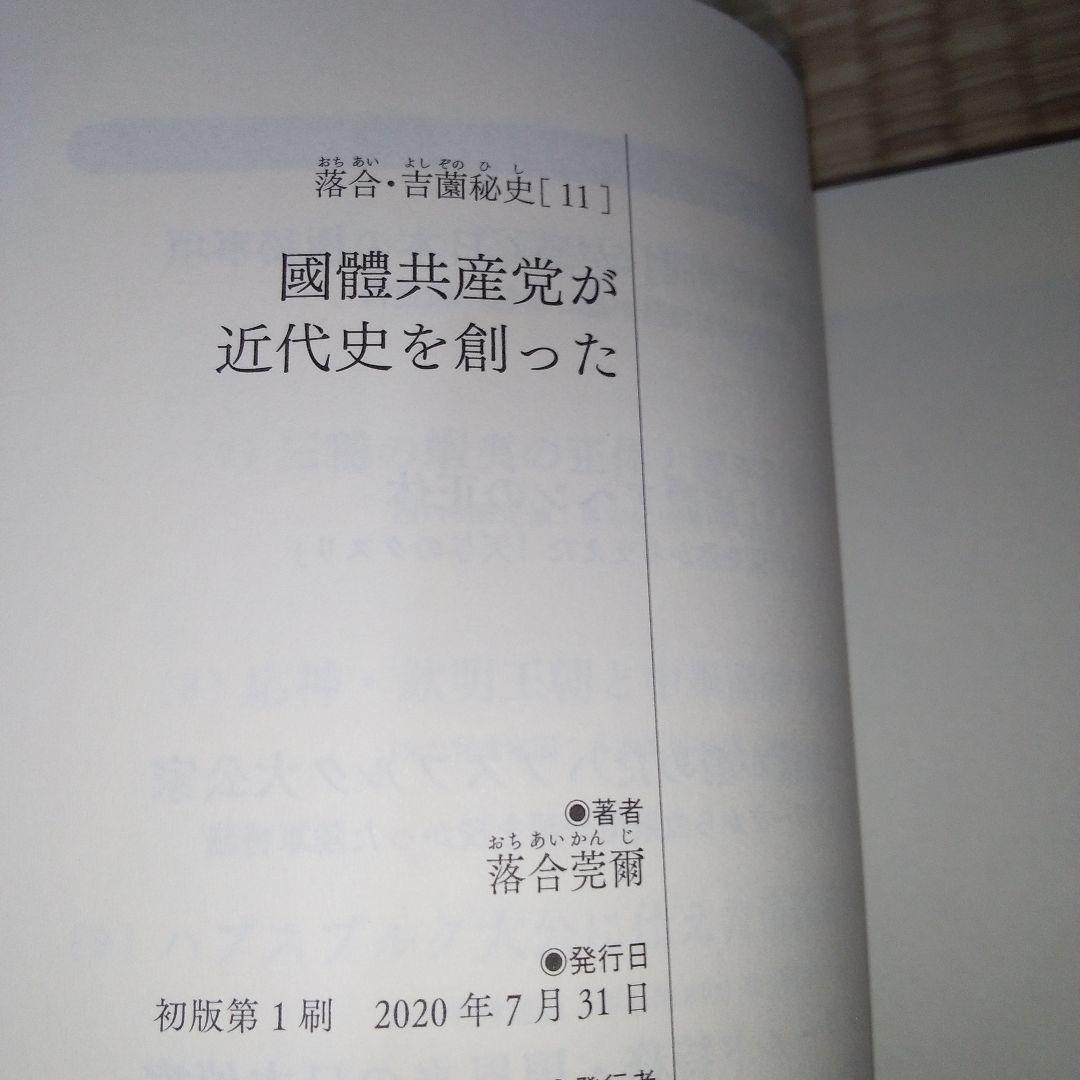 おち あい よし ぞの ひ し
落合・吉薗秘史[ 11 ]
國體共産党が
近代史を創った
◉著者
おち あい かん じ
落合莞爾
◉発行日
初版第1刷 2020年7月31日
◉発行者